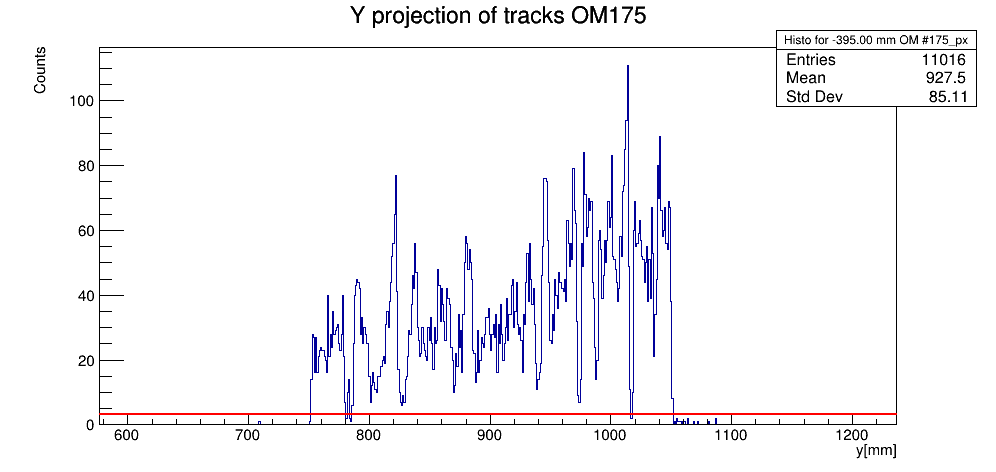 Y projection of tracks OM175
Histo for -395.00 mm OM #175_px
Entries 11016
Mean 927.5
Std Dev 85.11
Counts
100
80
60
40
20
0
600 700 800 900 1000 1100 1200
y[mm]